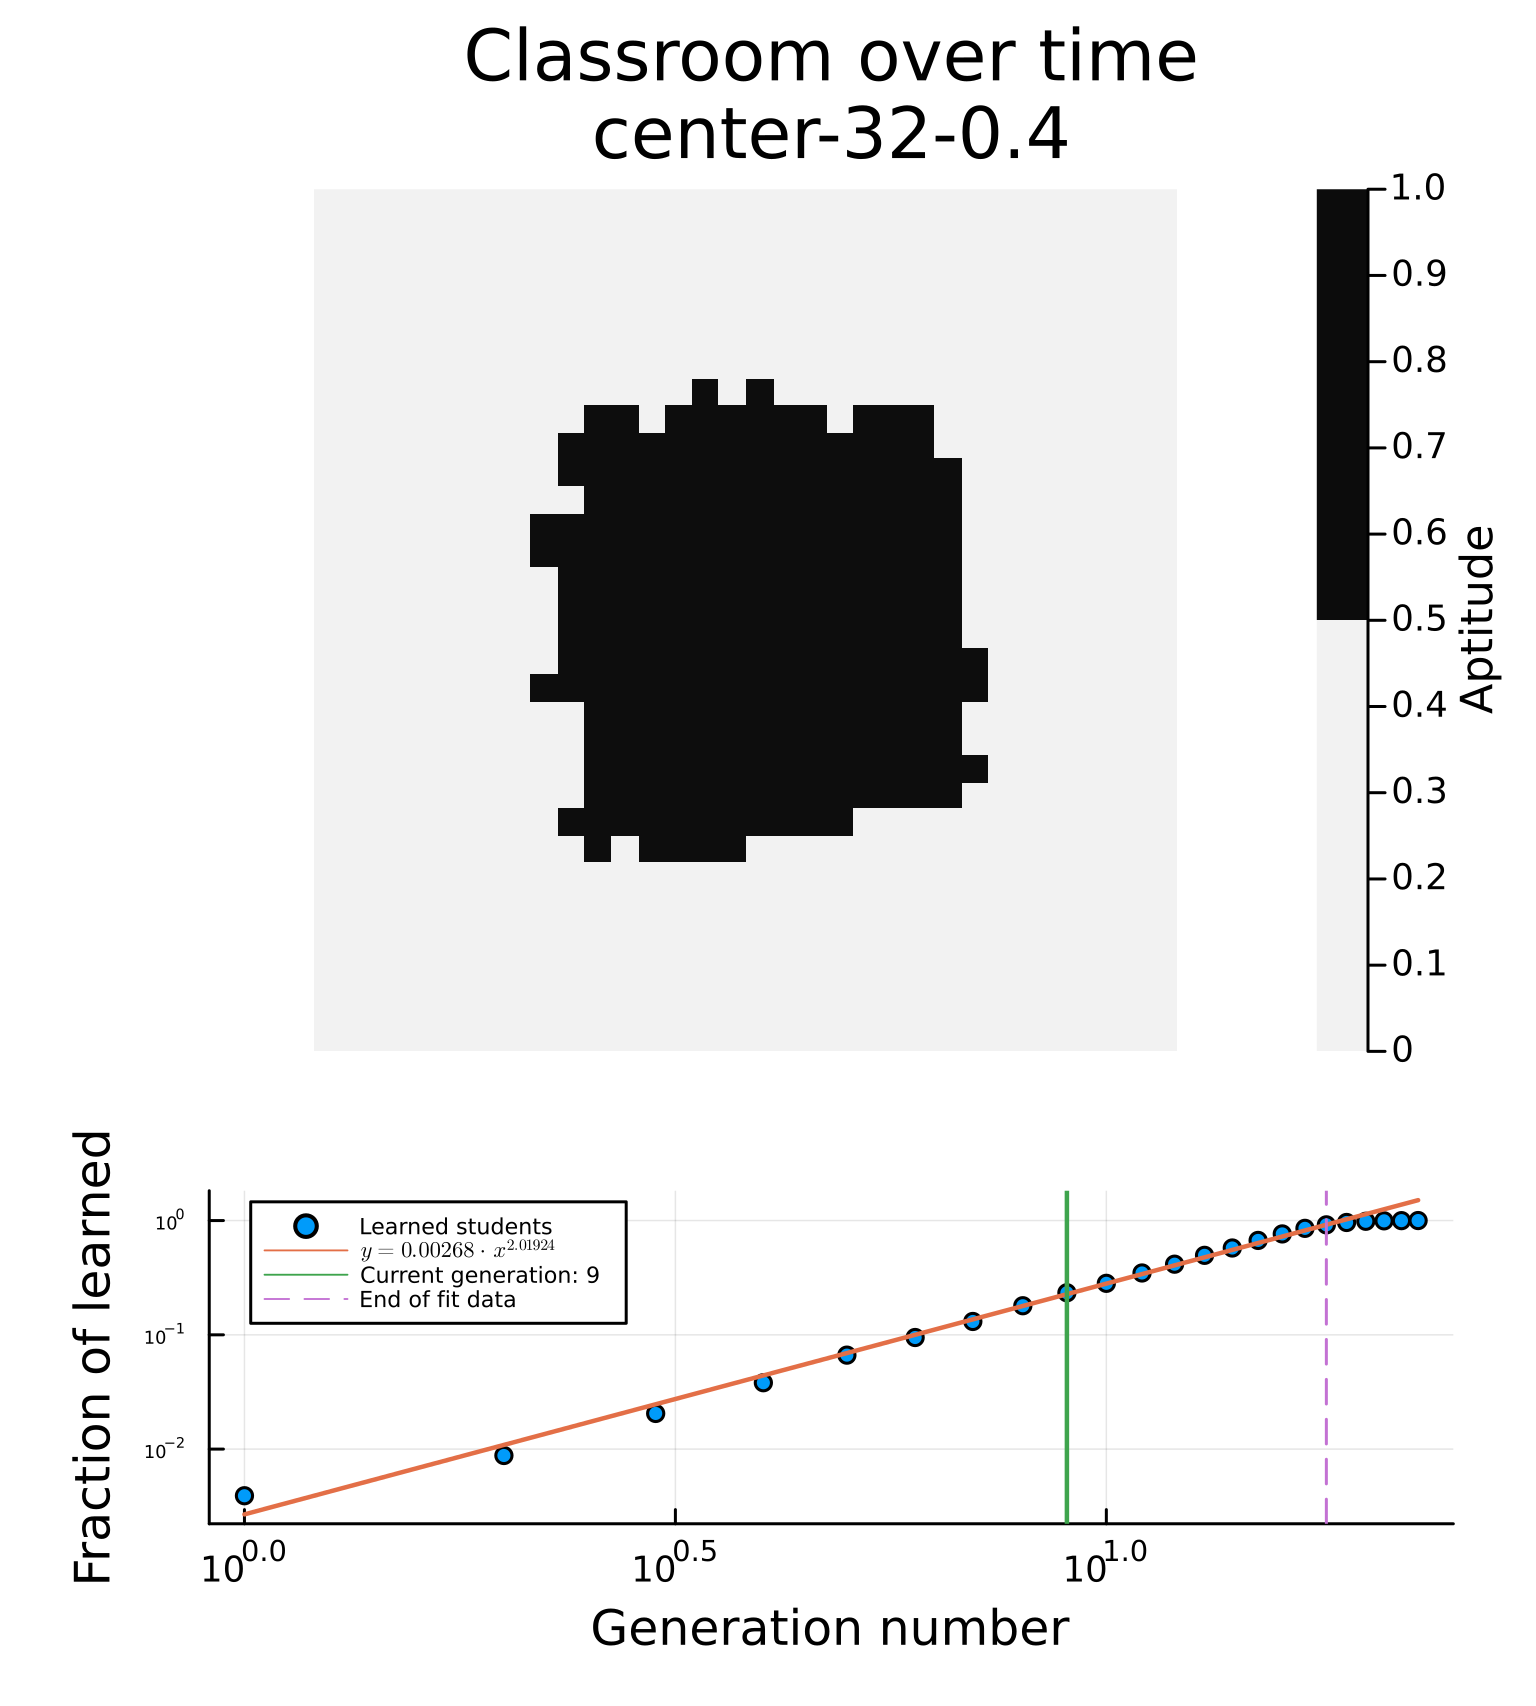 Classroom over time
center-32-0.4
1.0
0.9
0.8
0.7
0.6
0.5
0.4
0.3
0.2
0.1
0
Aptitude
Fraction of learned
10⁰
10⁻¹
10⁻²
Learned students
y = 0.00268 · x^2.01924
Current generation: 9
End of fit data
10^0.0
10^0.5
10^1.0
Generation number